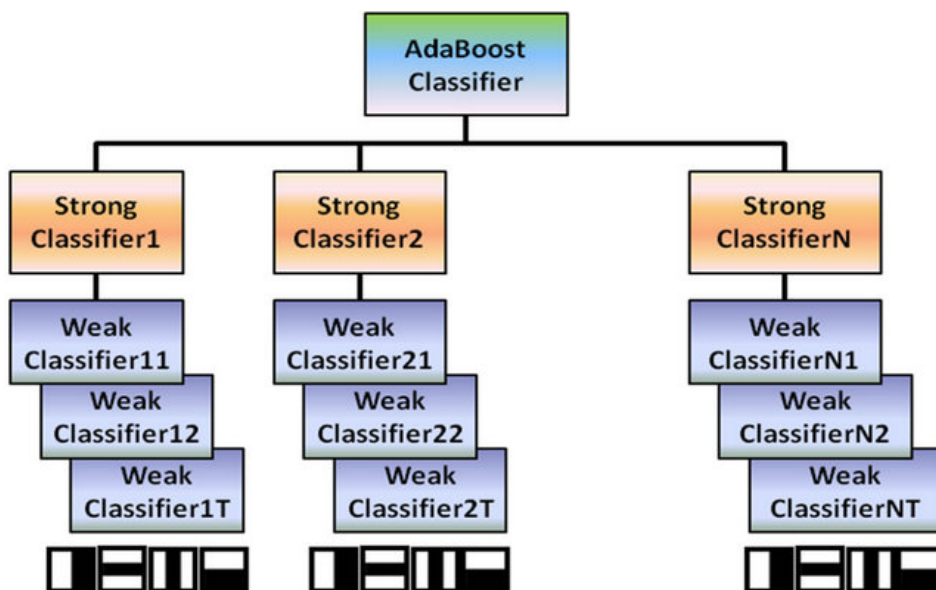 AdaBoost
Classifier
Strong
Classifier1
Strong
Classifier2
Strong
ClassifierN
Weak
Classifier11
Weak
Classifier12
Weak
Classifier1T
Weak
Classifier21
Weak
Classifier22
Weak
Classifier2T
Weak
ClassifierN1
Weak
ClassifierN2
Weak
ClassifierNT